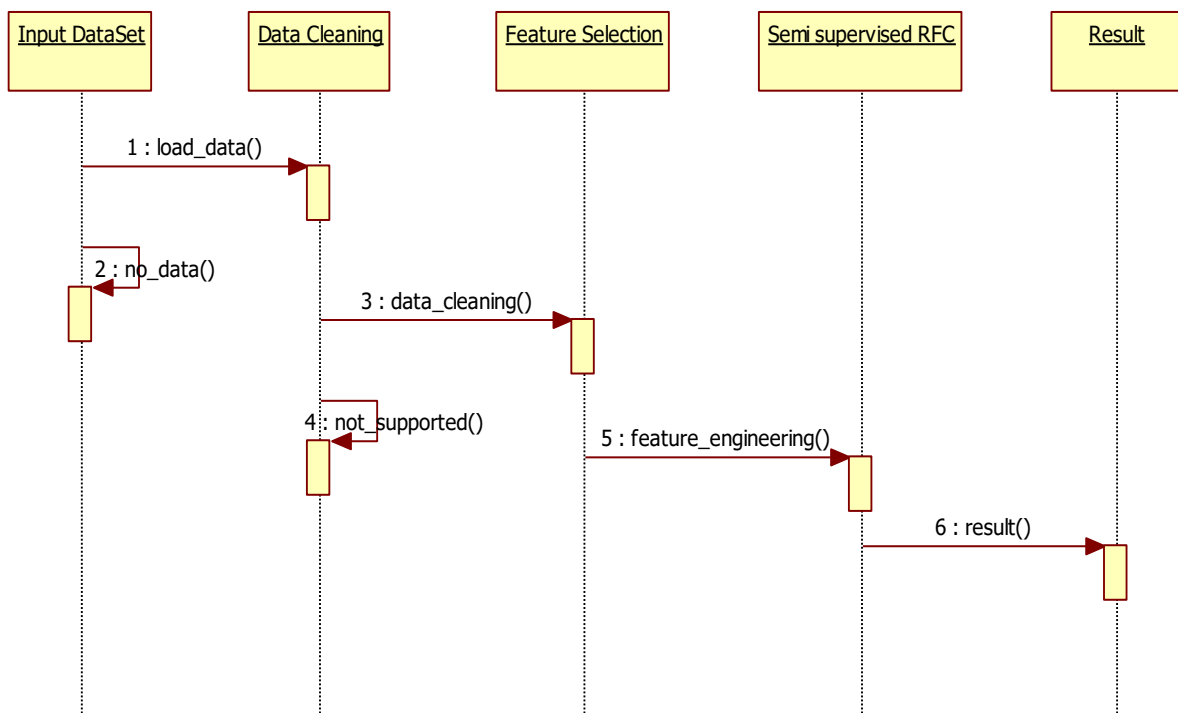 Input DataSet
Data Cleaning
Feature Selection
Semi supervised RFC
Result
1 : load_data()
2 : no_data()
3 : data_cleaning()
4 : not_supported()
5 : feature_engineering()
6 : result()